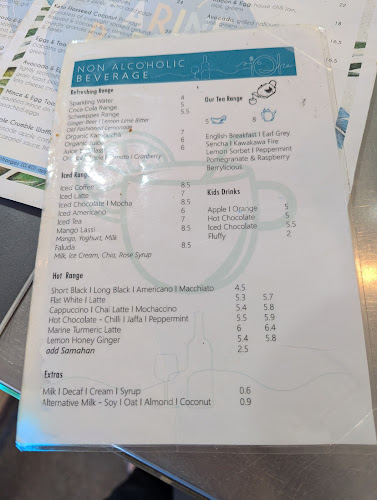 NON ALCOHOLIC
BEVERAGE
Refreshing Range
Sparkling Water 4
Coca Cola Range 5
Schweppes Range 5.5
Ginger Beer I Lemon Lime Bitter
Old Fashioned Lemonade 7
Organic Kombucha 6
Organic Juice
Juice I
Cranberry
Our Tea Range
5 8
English Breakfast I Earl Grey
Sencha I Kawakawa Fire
Lemon Sorbet I Peppermint
Pomegranate & Raspberry
Berrylicious
Iced Range
Iced Coffee 8.5
Iced Latte 7
Iced Chocolate I Mocha 8.5
Iced Americano 6
Iced Tea 7
Mango Lassi 8.5
Mango, Yoghurt, Milk
Faluda 8.5
Milk, Ice Cream, Chia, Rose Syrup
Kids Drinks
Apple I Orange 5
Hot Chocolate 5
Iced Chocolate 5.5
Fluffy 2
Hot Range
Short Black I Long Black I Americano I Macchiato 4.5
Flat White I Latte 5.3 5.7
Cappuccino I Chai Latte I Mochaccino 5.4 5.8
Hot Chocolate - Chilli I Jaffa I Peppermint 5.5 5.9
Marine Turmeric Latte 6 6.4
Lemon Honey Ginger 5.4 5.8
add Samahan 2.5
Extras
Milk I Decaf I Cream I Syrup 0.6
Alternative Milk - Soy I Oat I Almond I Coconut 0.9